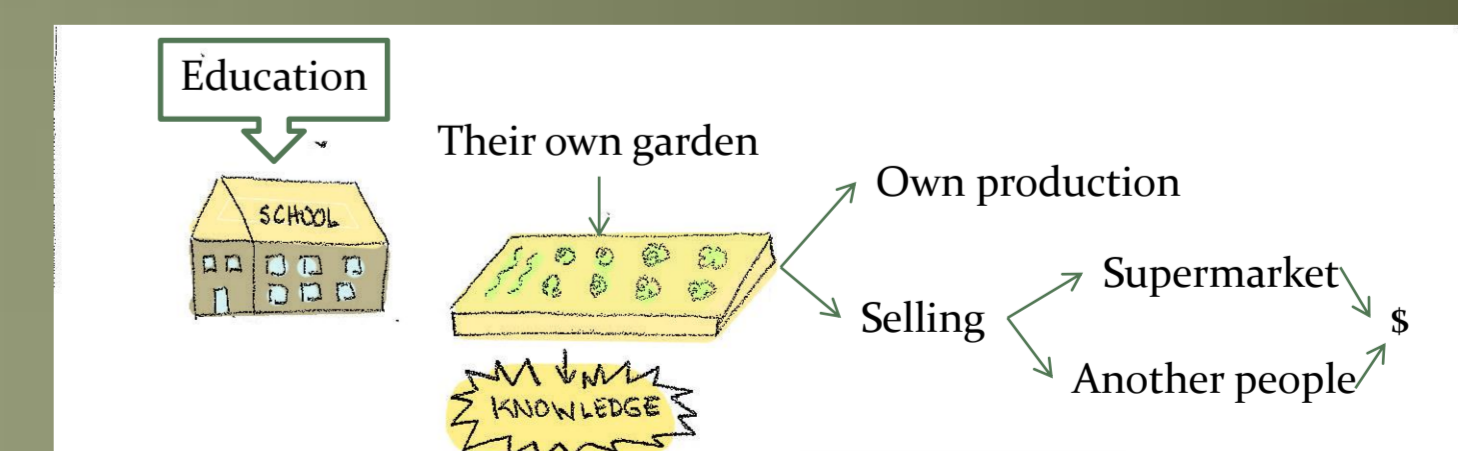 Education
SCHOOL
Their own garden
KNOWLEDGE
Own production
Selling
Supermarket
Another people
$